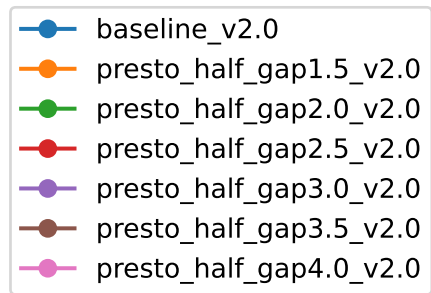 baseline_v2.0
presto_half_gap1.5_v2.0
presto_half_gap2.0_v2.0
presto_half_gap2.5_v2.0
presto_half_gap3.0_v2.0
presto_half_gap3.5_v2.0
presto_half_gap4.0_v2.0